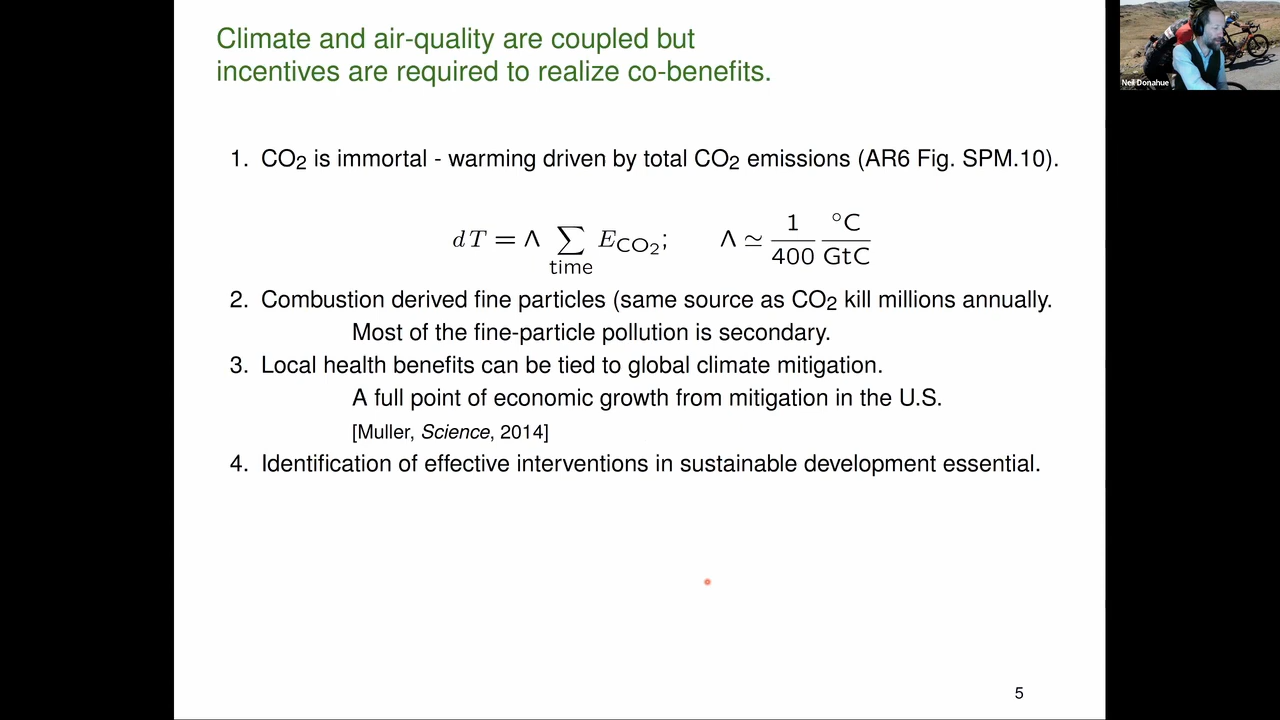 Climate and air-quality are coupled but
incentives are required to realize co-benefits.
Neil Donahue
1. CO2 is immortal - warming driven by total CO2 emissions (AR6 Fig. SPM.10).
dT = Λ ∑time ECO2; Λ ≃ 1/400 °C/GtC
2. Combustion derived fine particles (same source as CO2 kill millions annually.
Most of the fine-particle pollution is secondary.
3. Local health benefits can be tied to global climate mitigation.
A full point of economic growth from mitigation in the U.S.
[Muller, Science, 2014]
4. Identification of effective interventions in sustainable development essential.
5